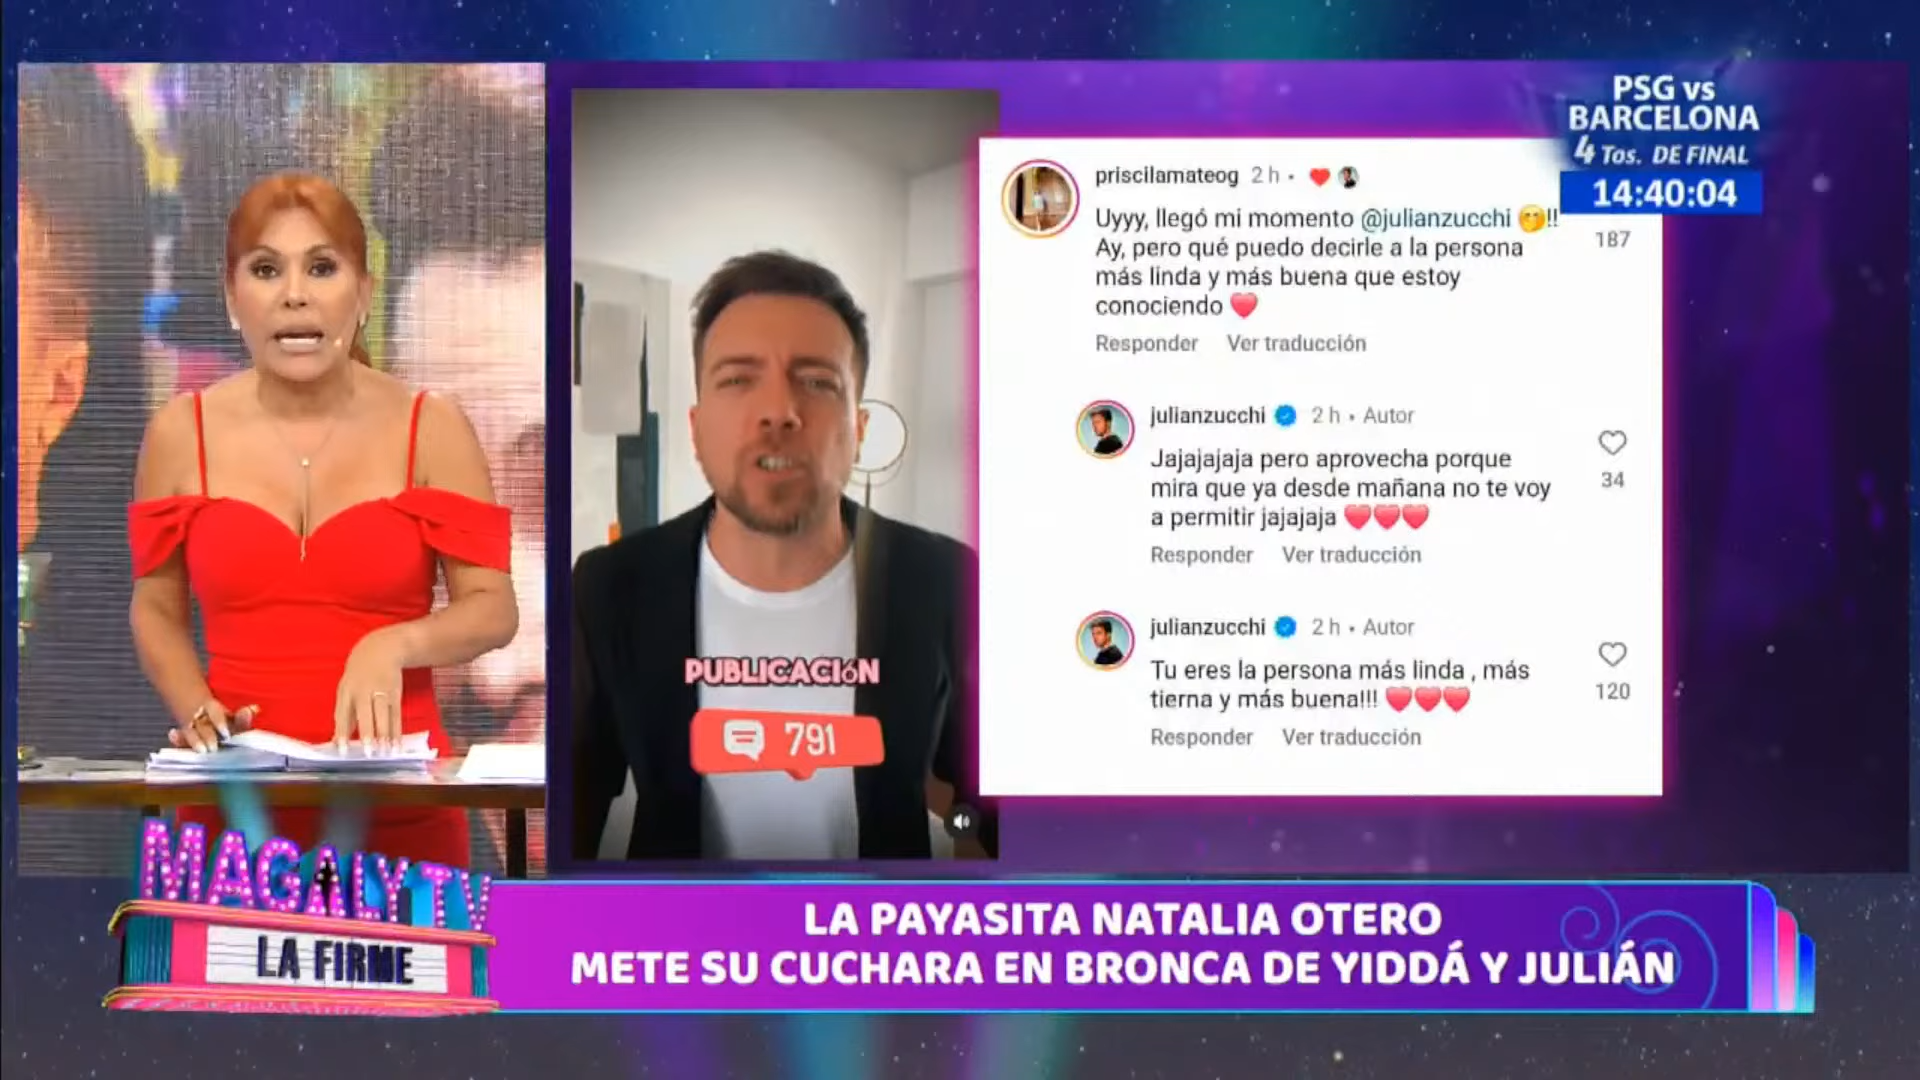 PSG vs
BARCELONA
4 Tos. DE FINAL
14:40:04
priscilamateog 2 h •
Uyyy, llegó mi momento @julianzucchi 🤭!!
Ay, pero qué puedo decirle a la persona
más linda y más buena que estoy
conociendo ❤️
187
Responder Ver traducción
julianzucchi 2 h • Autor
Jajajajaja pero aprovecha porque
mira que ya desde mañana no te voy
a permitir jajajaja ❤️❤️❤️
34
Responder Ver traducción
julianzucchi 2 h • Autor
Tu eres la persona más linda , más
tierna y más buena!!! ❤️❤️❤️
120
Responder Ver traducción
PUBLICACIÓN
791
MAGALY TV
LA FIRME
LA PAYASITA NATALIA OTERO
METE SU CUCHARA EN BRONCA DE YIDDÁ Y JULIÁN